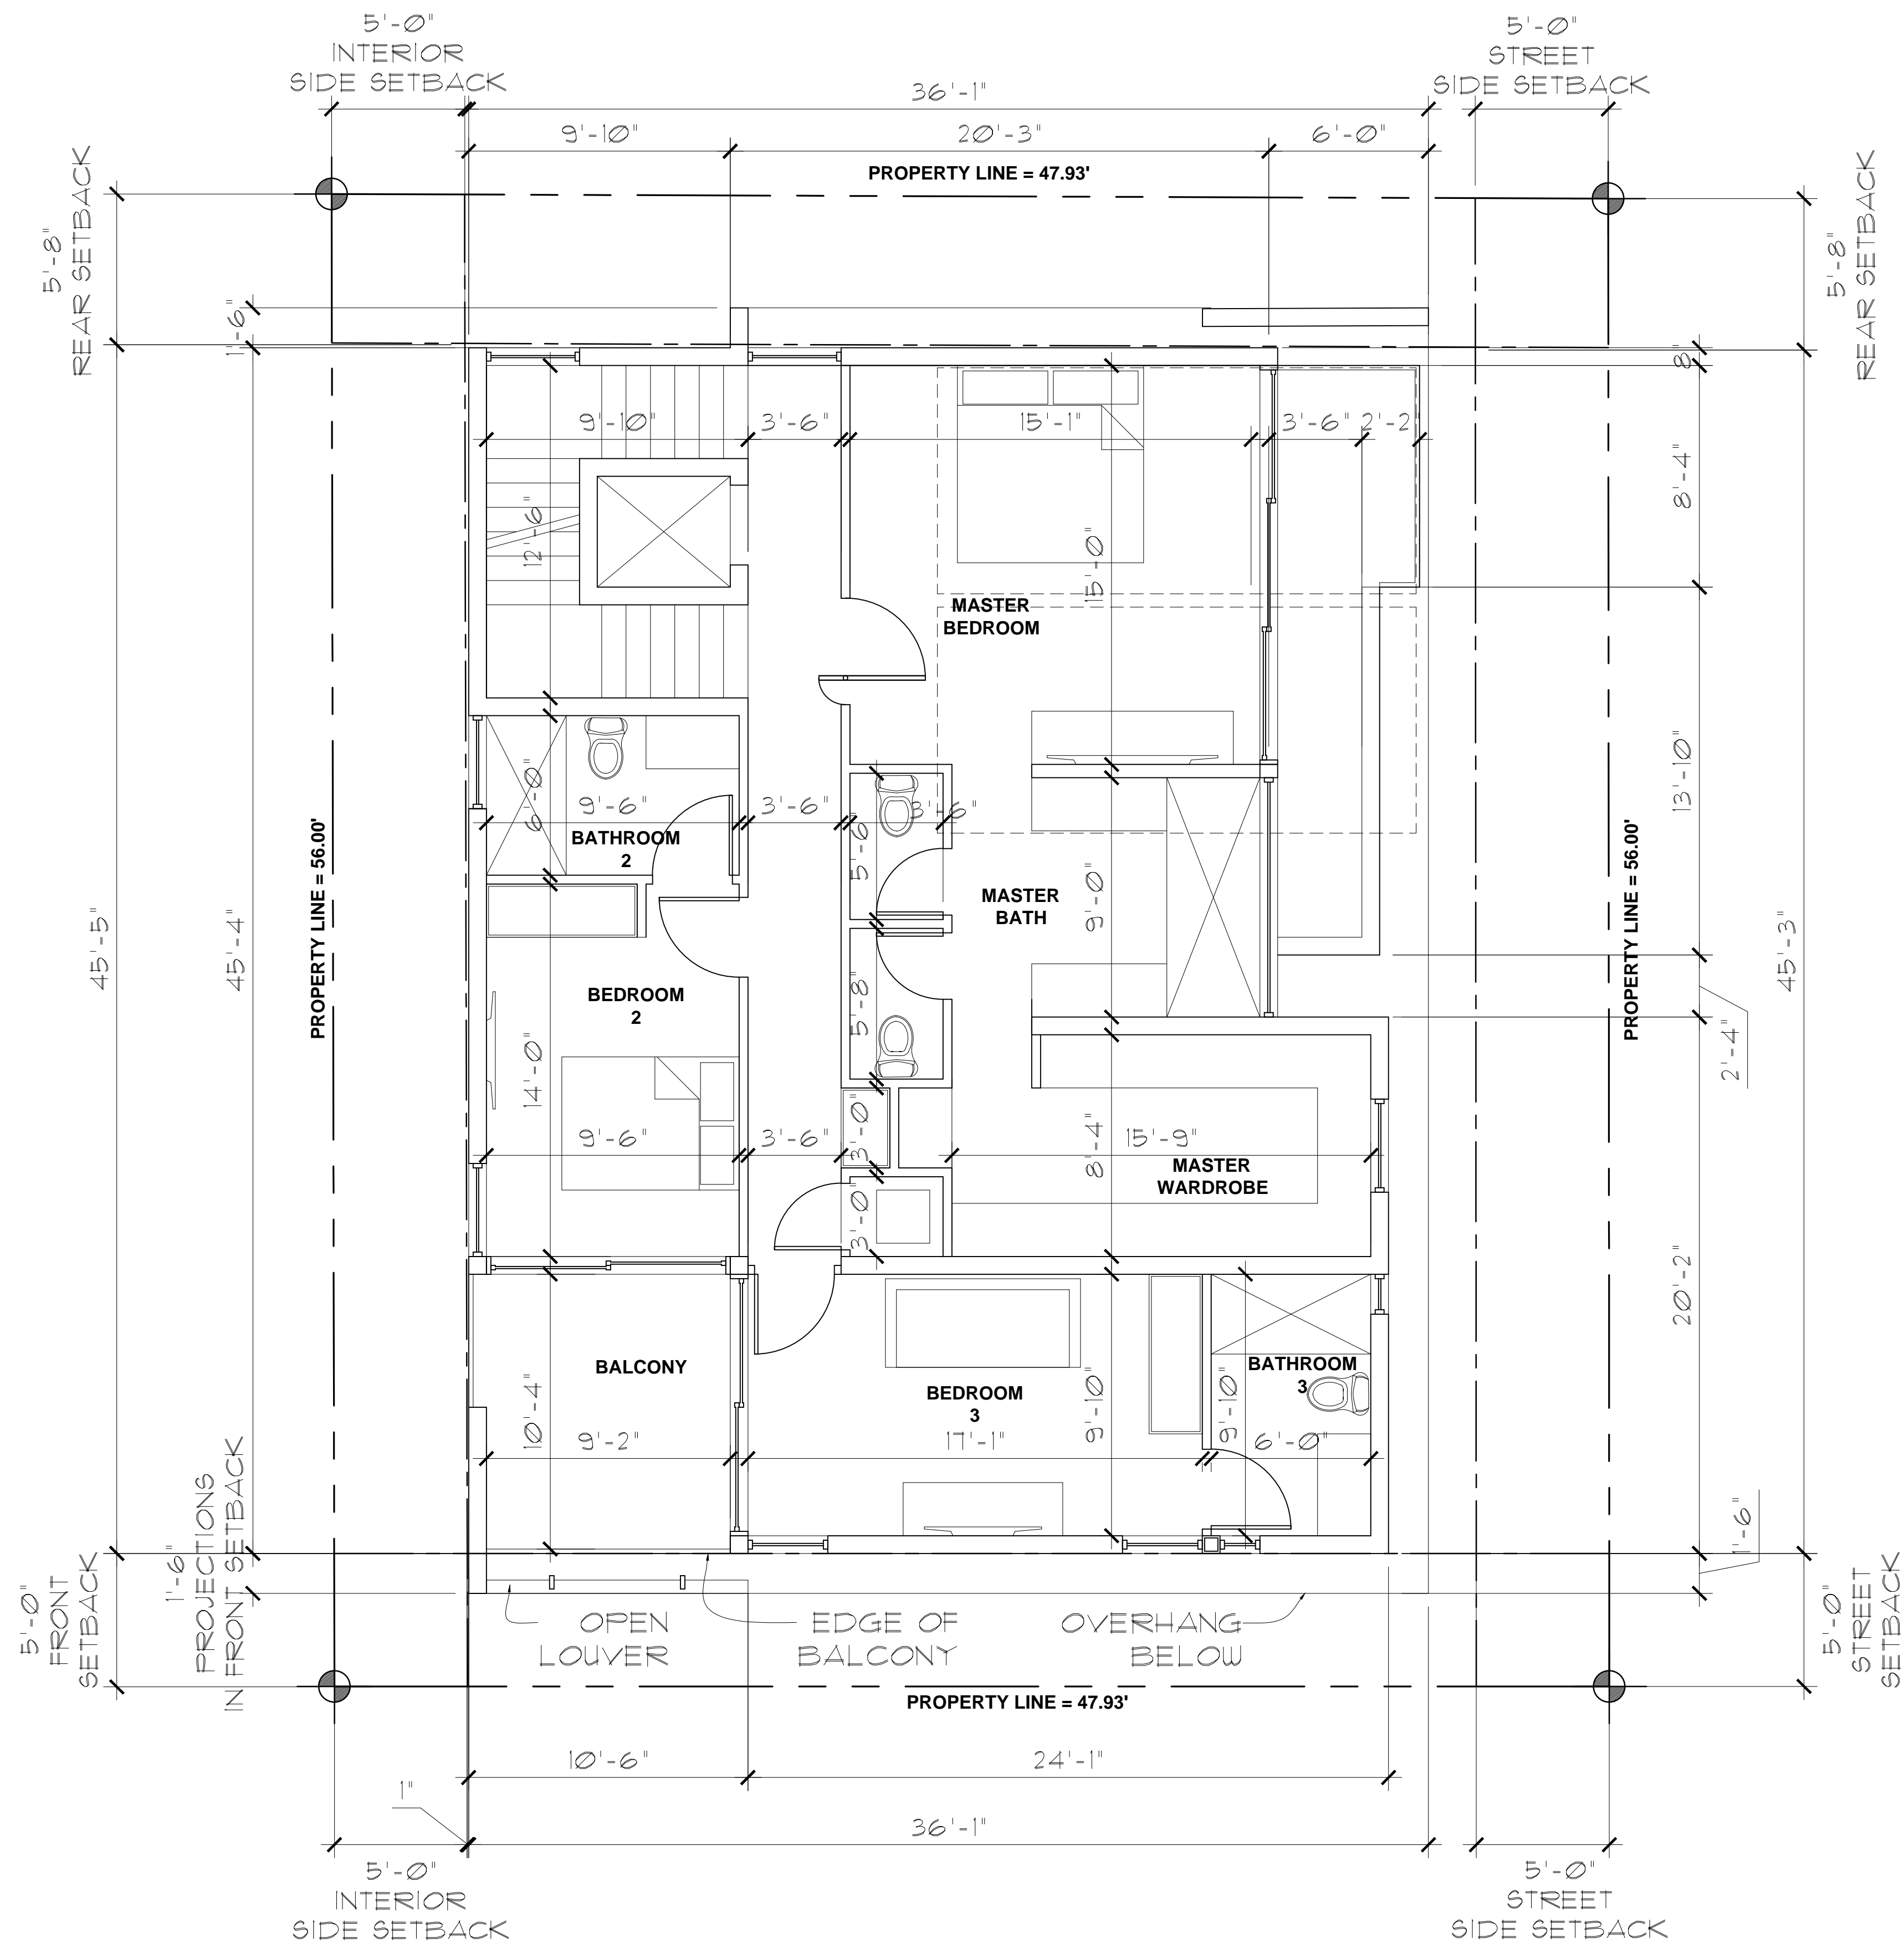 5'-0"
INTERIOR
SIDE SETBACK
5'-0"
STREET
SIDE SETBACK
36'-1"
9'-10"
20'-3"
6'-0"
PROPERTY LINE = 47.93'
5'-8"
REAR SETBACK
1'-6"
5'-8"
REAR SETBACK
8"
9'-10"
3'-6"
15'-1"
3'-6"
2'-2"
12'-6"
15'-0"
8'-4"
MASTER
BEDROOM
13'-10"
6'-0"
9'-6"
3'-6"
3'-6"
5'-6"
BATHROOM
2
MASTER
BATH
9'-0"
PROPERTY LINE = 56.00'
PROPERTY LINE = 56.00'
45'-5"
45'-4"
45'-3"
BEDROOM
2
5'-8"
14'-0"
2'-4"
9'-6"
3'-6"
3'-0"
8'-4"
15'-9"
MASTER
WARDROBE
3'-0"
20'-2"
BALCONY
10'-4"
9'-2"
BEDROOM
3
17'-1"
9'-10"
9'-10"
BATHROOM
3
6'-0"
1'-6"
PROJECTIONS
IN FRONT SETBACK
1'-6"
5'-0"
FRONT
SETBACK
5'-0"
STREET
SETBACK
OPEN
LOUVER
EDGE OF
BALCONY
OVERHANG
BELOW
PROPERTY LINE = 47.93'
10'-6"
24'-1"
1"
36'-1"
5'-0"
INTERIOR
SIDE SETBACK
5'-0"
STREET
SIDE SETBACK